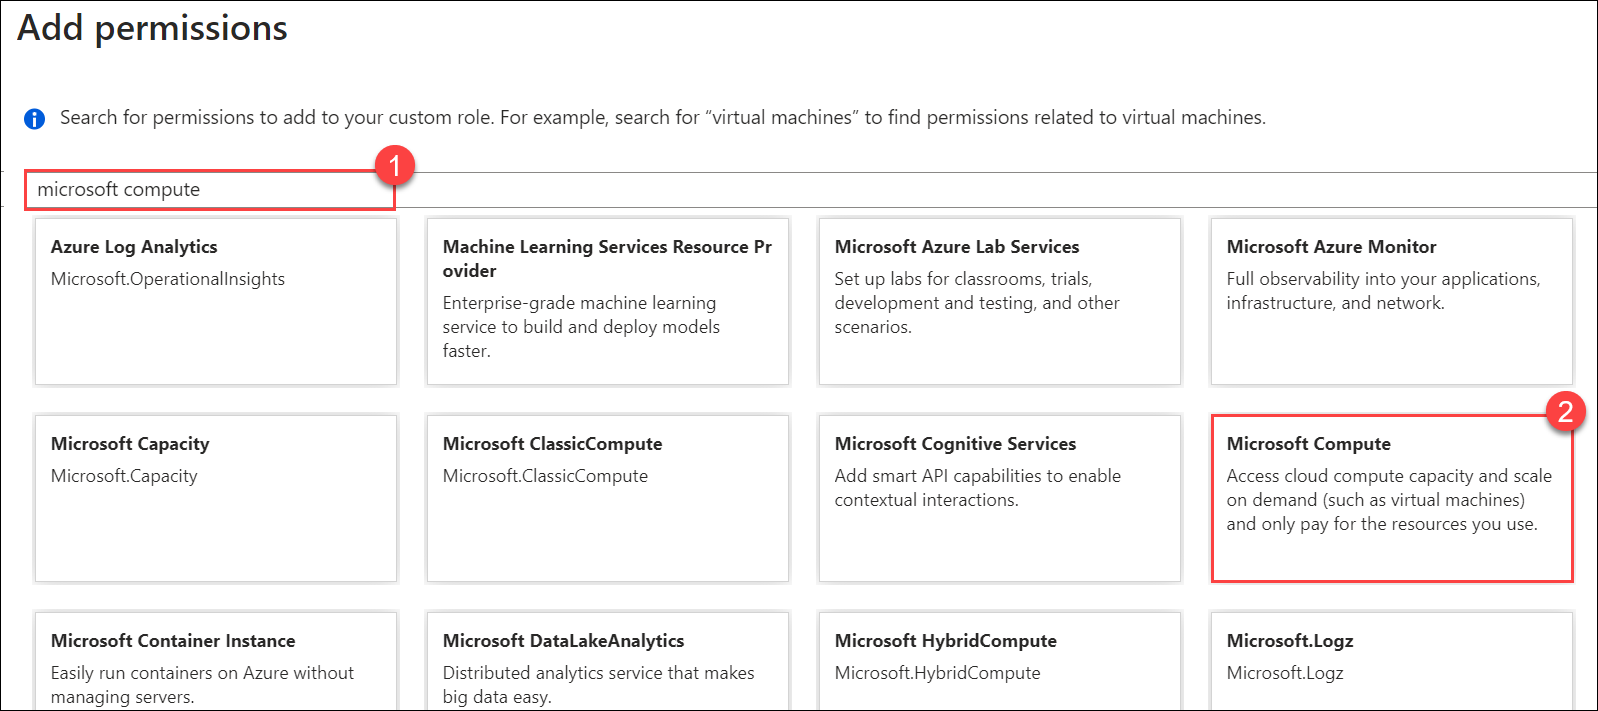 Add permissions
Search for permissions to add to your custom role. For example, search for “virtual machines” to find permissions related to virtual machines.
1
microsoft compute
Azure Log Analytics
Microsoft.OperationalInsights
Machine Learning Services Resource Pr
ovider
Enterprise-grade machine learning
service to build and deploy models
faster.
Microsoft Azure Lab Services
Set up labs for classrooms, trials,
development and testing, and other
scenarios.
Microsoft Azure Monitor
Full observability into your applications,
infrastructure, and network.
Microsoft Capacity
Microsoft.Capacity
Microsoft ClassicCompute
Microsoft.ClassicCompute
Microsoft Cognitive Services
Add smart API capabilities to enable
contextual interactions.
2
Microsoft Compute
Access cloud compute capacity and scale
on demand (such as virtual machines)
and only pay for the resources you use.
Microsoft Container Instance
Easily run containers on Azure without
managing servers.
Microsoft DataLakeAnalytics
Distributed analytics service that makes
big data easy.
Microsoft HybridCompute
Microsoft.HybridCompute
Microsoft.Logz
Microsoft.Logz